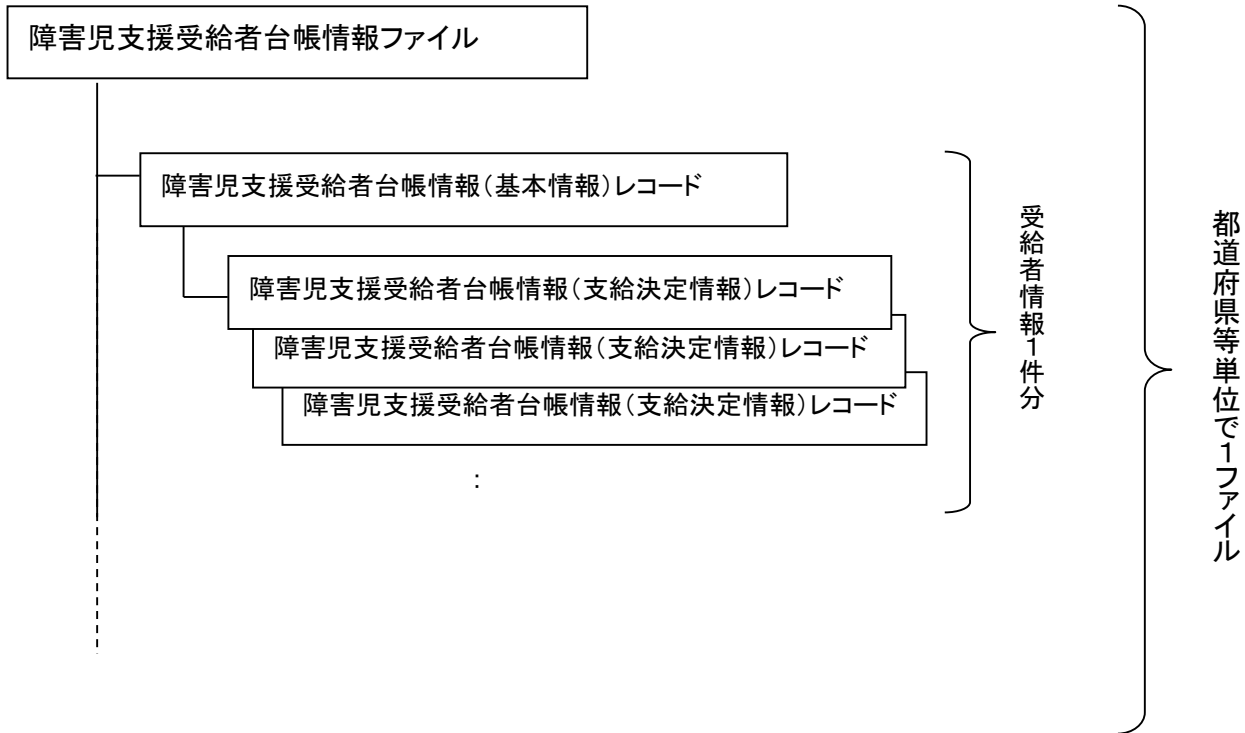 障害児支援受給者台帳情報ファイル
障害児支援受給者台帳情報（基本情報）レコード
障害児支援受給者台帳情報（支給決定情報）レコード
障害児支援受給者台帳情報（支給決定情報）レコード
障害児支援受給者台帳情報（支給決定情報）レコード
：
受給者情報１件分
都道府県等単位で１ファイル